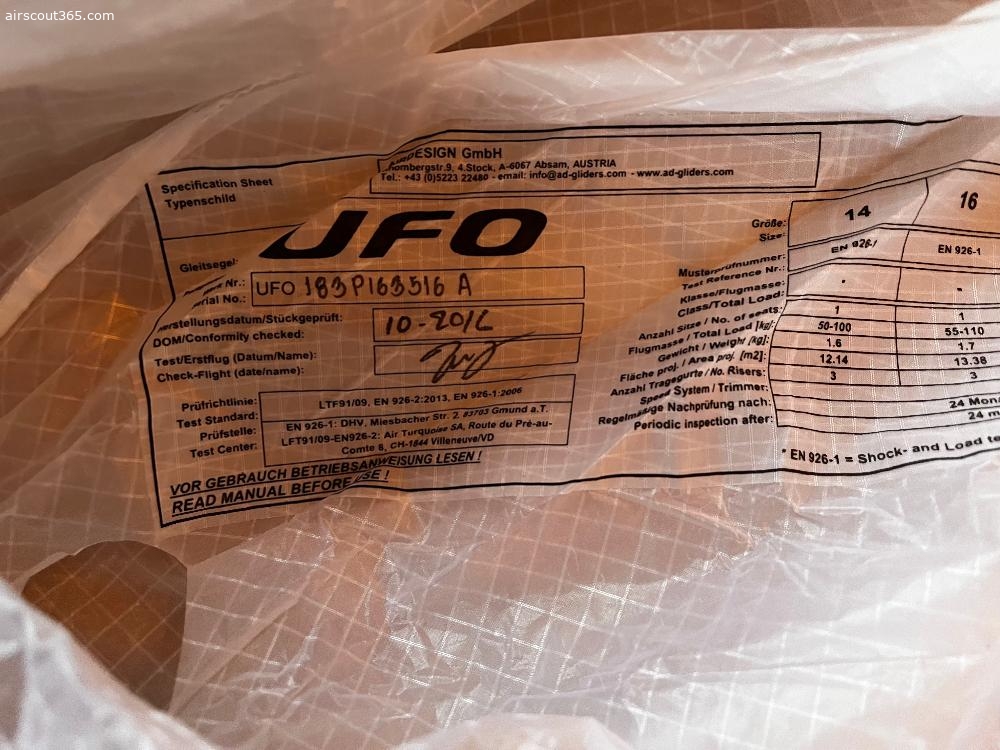 airscout365.com
ESIGN GmbH
hombergstr.9, 4.Stock, A-6067 Absam, AUSTRIA
Tel.: +43 (0)5223 22480 - email: info@ad-gliders.com - www.ad-gliders.com
Specification Sheet
Typenschild
Gleitsegel:
UFO
Nr.:
rial No.:
UFO 183P163516 A
erstellungsdatum/Stückgeprüft:
DOM/Conformity checked:
10-2016
Test/Erstflug (Datum/Name):
Check-Flight (date/name):
Prüfrichtlinie:
Test Standard:
LTF91/09, EN 926-2:2013, EN 926-1:2006
Prüfstelle:
Test Center:
EN 926-1: DHV, Miesbacher Str. 2, 83703 Gmund a.T.
LFT91/09-EN926-2: Air Turquoise SA, Route du Pré-au-
Comte 8, CH-1844 Villeneuve/VD
VOR GEBRAUCH BETRIEBSANWEISUNG LESEN !
READ MANUAL BEFORE USE !
Größe:
Size:
14 16
Musterprüfnummer:
Test Reference Nr.:
EN 926-1 EN 926-1
Klasse/Flugmasse:
Class/Total Load:
* -
Anzahl Sitze / No. of seats:
1 1
Flugmasse / Total Load [kg]:
50-100 55-110
Gewicht / Weight [kg]:
1.6 1.7
Fläche proj. / Area proj. [m2]:
12.14 13.38
Anzahl Tragegurte / No. Risers:
3 3
Speed System / Trimmer:
Regelmäßige Nachprüfung nach:
24 Mon
Periodic inspection after:
24 m
* EN 926-1 = Shock- and Load te